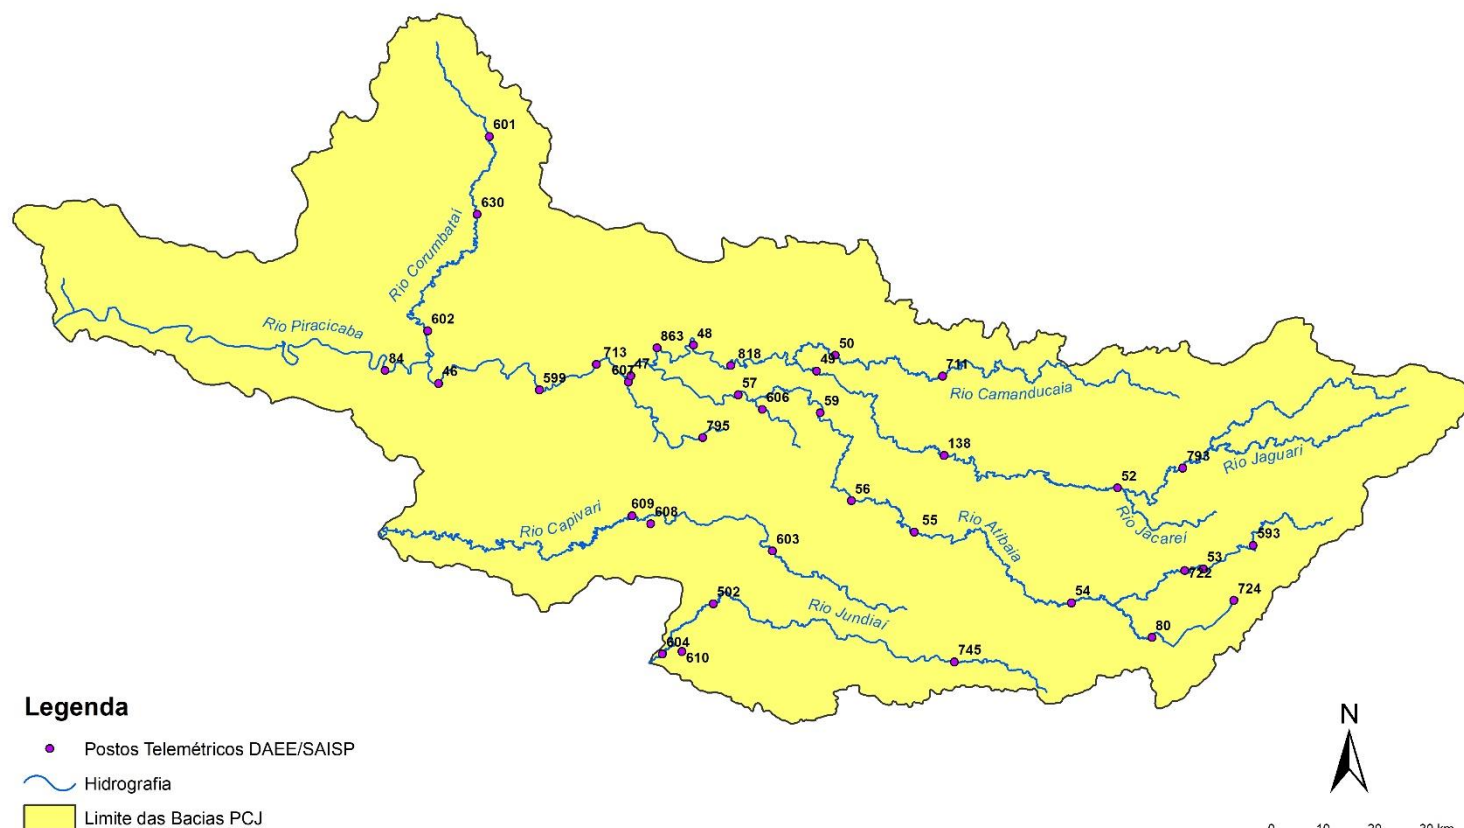 601
630
Rio Corumbataí
602
Rio Piracicaba
84
46
599
713
607
47
863
48
818
50
49
711
Rio Camanducaia
57
606
59
795
138
52
793
Rio Jaguari
Rio Jacareí
56
55
Rio Atibaia
609
608
Rio Capivari
603
593
53
722
724
54
80
502
Rio Jundiaí
604
610
745
Legenda
Postos Telemétricos DAEE/SAISP
Hidrografia
Limite das Bacias PCJ
N
0 10 20 30 km